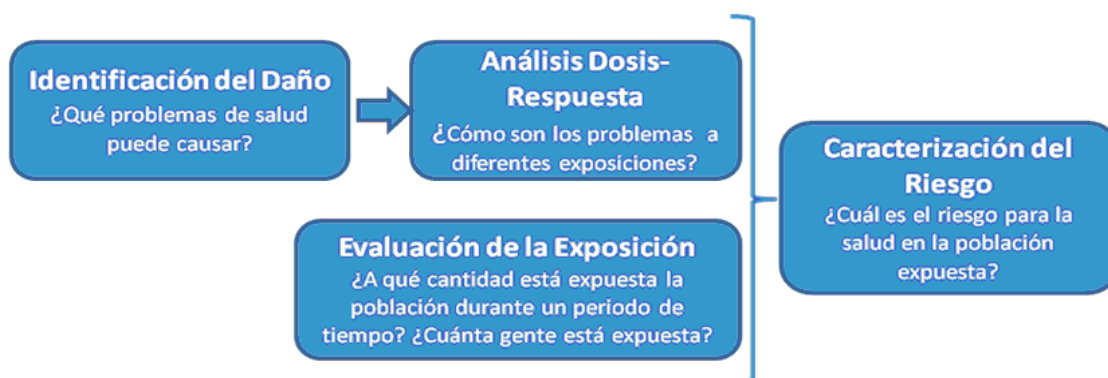 Identificación del Daño
¿Qué problemas de salud
puede causar?
Análisis Dosis-
Respuesta
¿Cómo son los problemas a
diferentes exposiciones?
Evaluación de la Exposición
¿A qué cantidad está expuesta la
población durante un periodo de
tiempo? ¿Cuánta gente está expuesta?
Caracterización del
Riesgo
¿Cuál es el riesgo para la
salud en la población
expuesta?